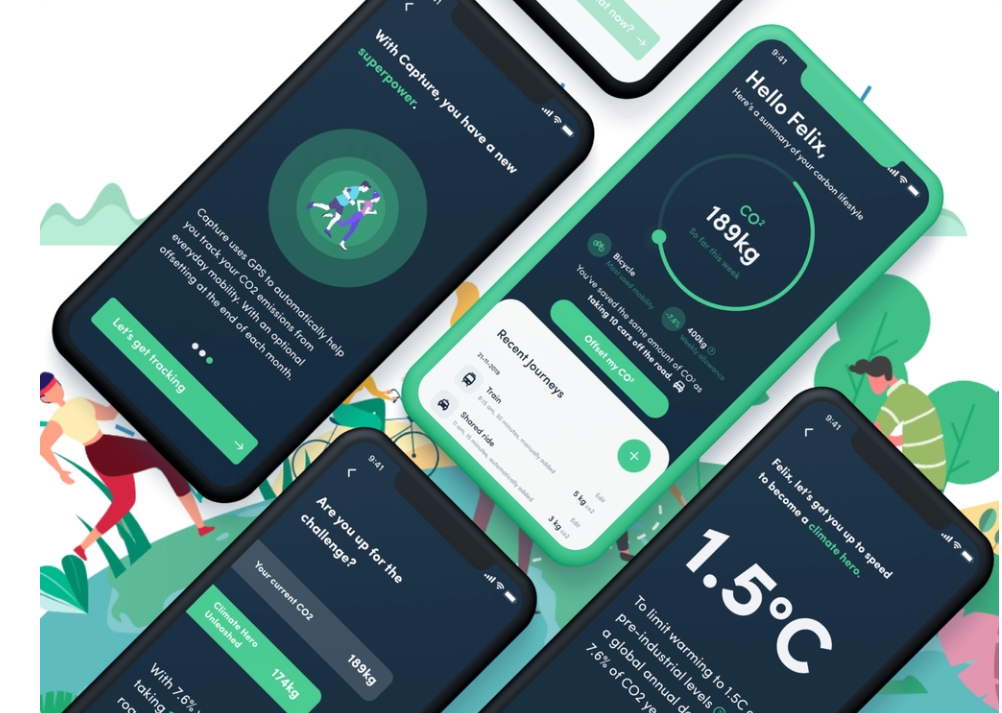 With Capture, you have a new
superpower.
Capture uses GPS to automatically help
you track your CO2 emissions from
everyday mobility. With an optional
offsetting at the end of each month.
Let's get tracking
→
now?
→
9:41
Hello Felix,
Here's a summary of your carbon lifestyle
CO²
189kg
So far this week
Bicycle
Most used mobility
-7.6%
400kg
Weekly allowance
You've saved the same amount of CO² as
taking 10 cars off the road.
Offset my CO²
Recent Journeys
21-11-2019
Train
8:15 am, 30 minutes, manually added
5 kg co2
Edit
Shared ride
11 am, 15 minutes, automatically added
3 kg co2
Edit
+
9:41
Are you up for the
challenge?
Your current CO2
189kg
Climate Hero
Unleashed
174kg
With 7.6%
taking
9:41
Felix, let's get you up to speed
to become a climate hero.
1.5°C
To limit warming to 1.5C
pre-industrial levels
a global annual
7.6% of CO2